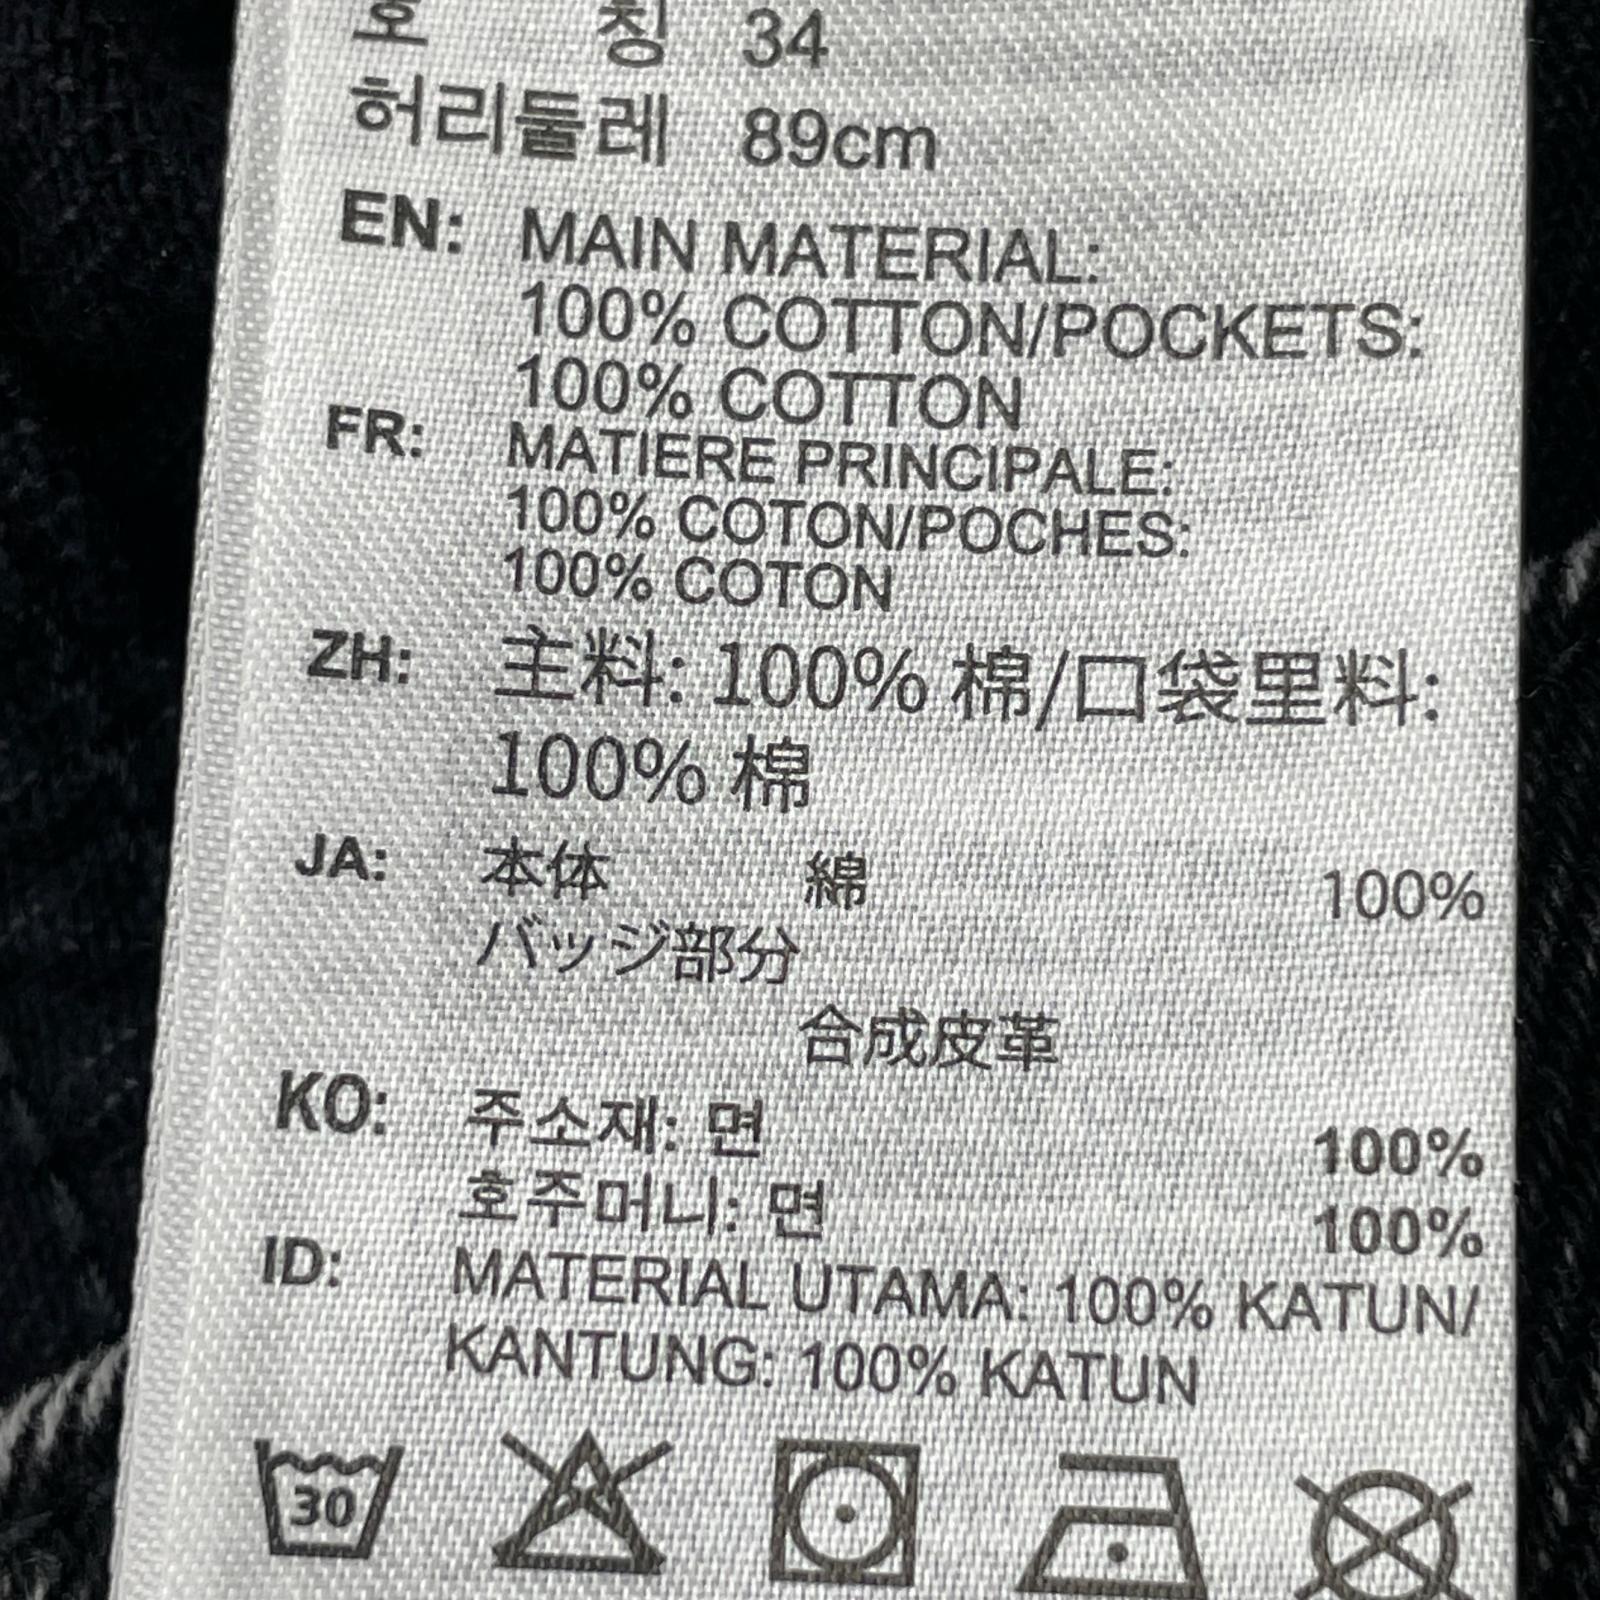 호 칭 34
허리둘레 89cm
EN: MAIN MATERIAL:
100% COTTON/POCKETS:
100% COTTON
FR: MATIERE PRINCIPALE:
100% COTON/POCHES:
100% COTON
ZH: 主料: 100% 棉/口袋里料:
100% 棉
JA: 本体 綿 100%
バッジ部分
合成皮革
KO: 주소재: 면 100%
호주머니: 면 100%
ID: MATERIAL UTAMA: 100% KATUN/
KANTUNG: 100% KATUN
30